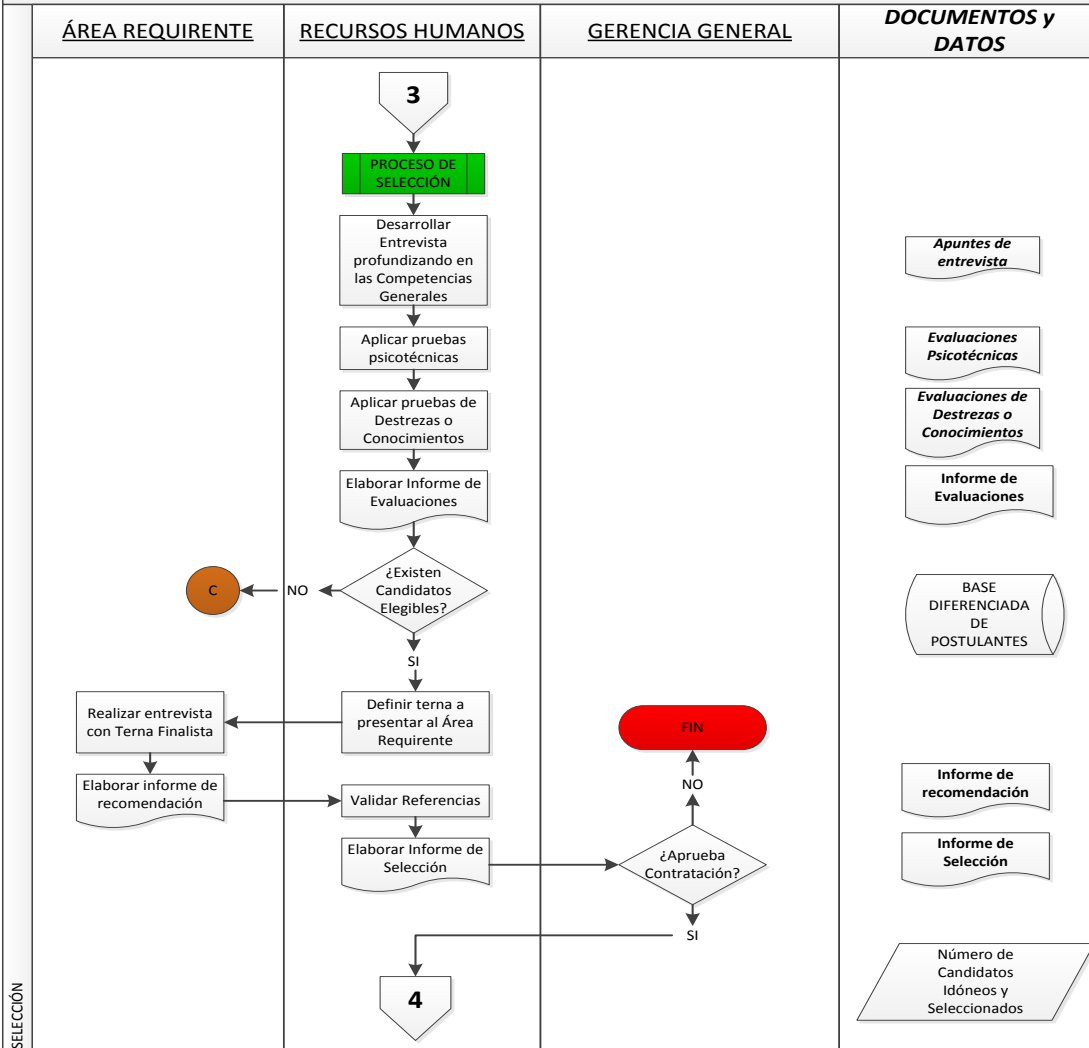 ÁREA REQUIRENTE
RECURSOS HUMANOS
GERENCIA GENERAL
DOCUMENTOS y
DATOS
3
PROCESO DE
SELECCIÓN
Desarrollar
Entrevista
profundizando en
las Competencias
Generales
Apuntes de
entrevista
Aplicar pruebas
psicotécnicas
Evaluaciones
Psicotécnicas
Aplicar pruebas de
Destrezas o
Conocimientos
Evaluaciones de
Destrezas o
Conocimientos
Elaborar Informe de
Evaluaciones
Informe de
Evaluaciones
¿Existen
Candidatos
Elegibles?
NO
C
BASE
DIFERENCIADA
DE
POSTULANTES
SI
Definir terna a
presentar al Área
Requirente
Realizar entrevista
con Terna Finalista
FIN
NO
Elaborar informe de
recomendación
Validar Referencias
Informe de
recomendación
Elaborar Informe de
Selección
¿Aprueba
Contratación?
Informe de
Selección
SI
4
Número de
Candidatos
Idóneos y
Seleccionados
SELECCIÓN